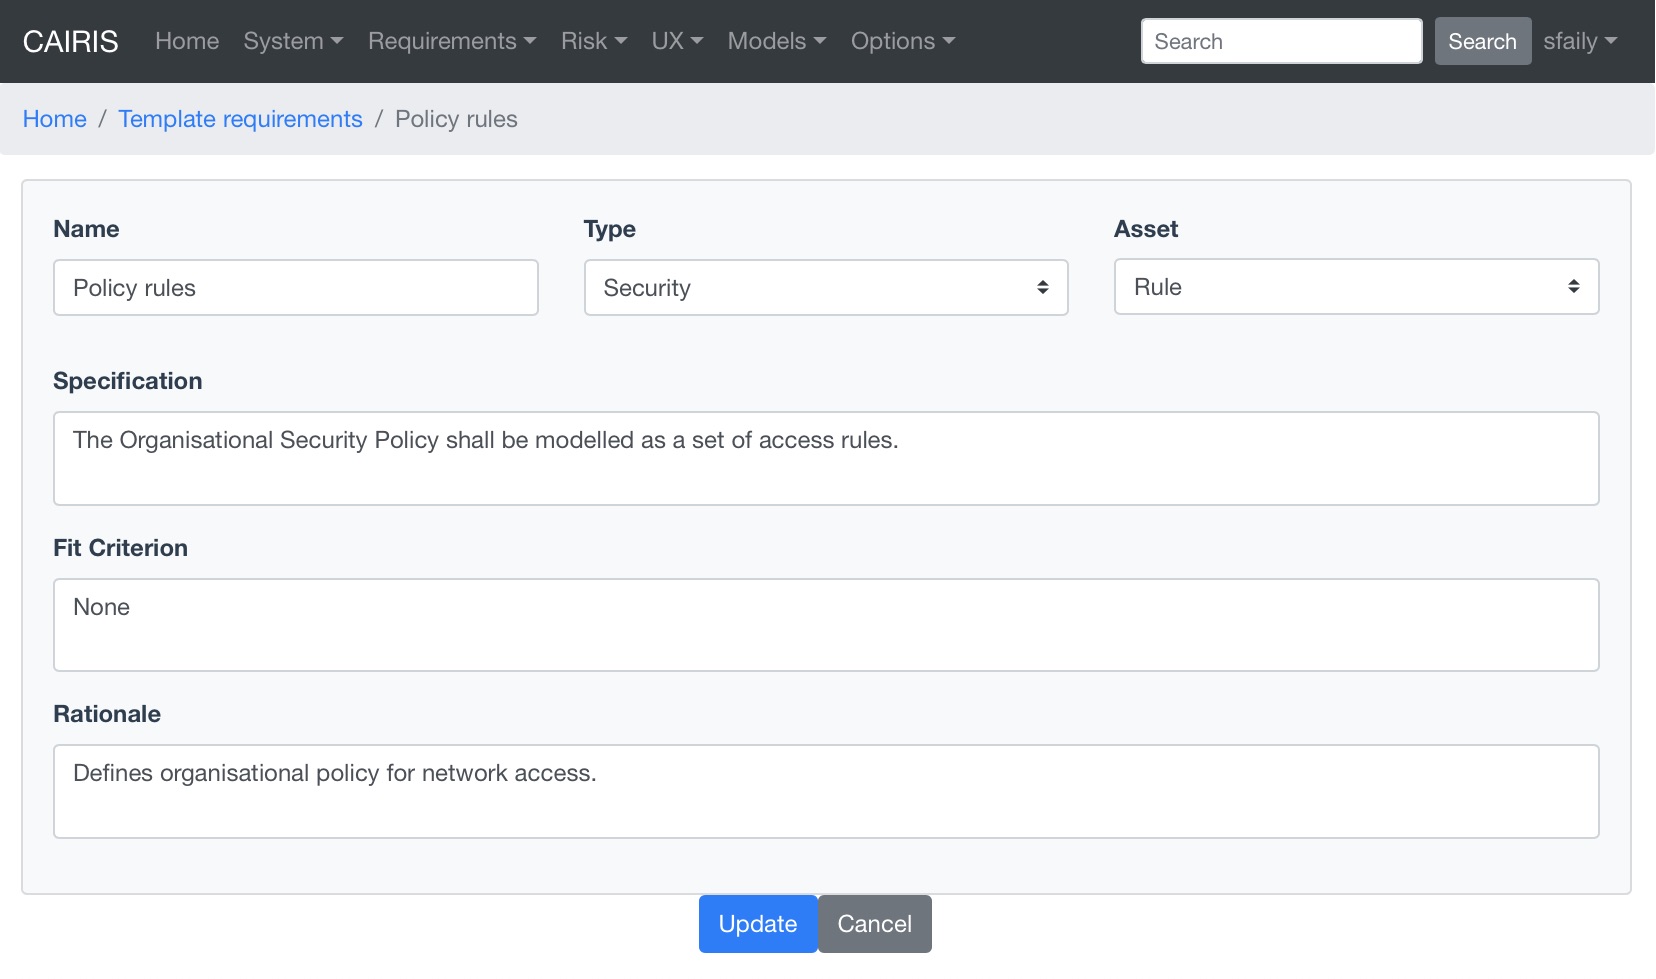 CAIRIS Home System Requirements Risk UX Models Options Search Search sfaily
Home / Template requirements / Policy rules
Name Type Asset
Policy rules Security Rule
Specification
The Organisational Security Policy shall be modelled as a set of access rules.
Fit Criterion
None
Rationale
Defines organisational policy for network access.
Update Cancel